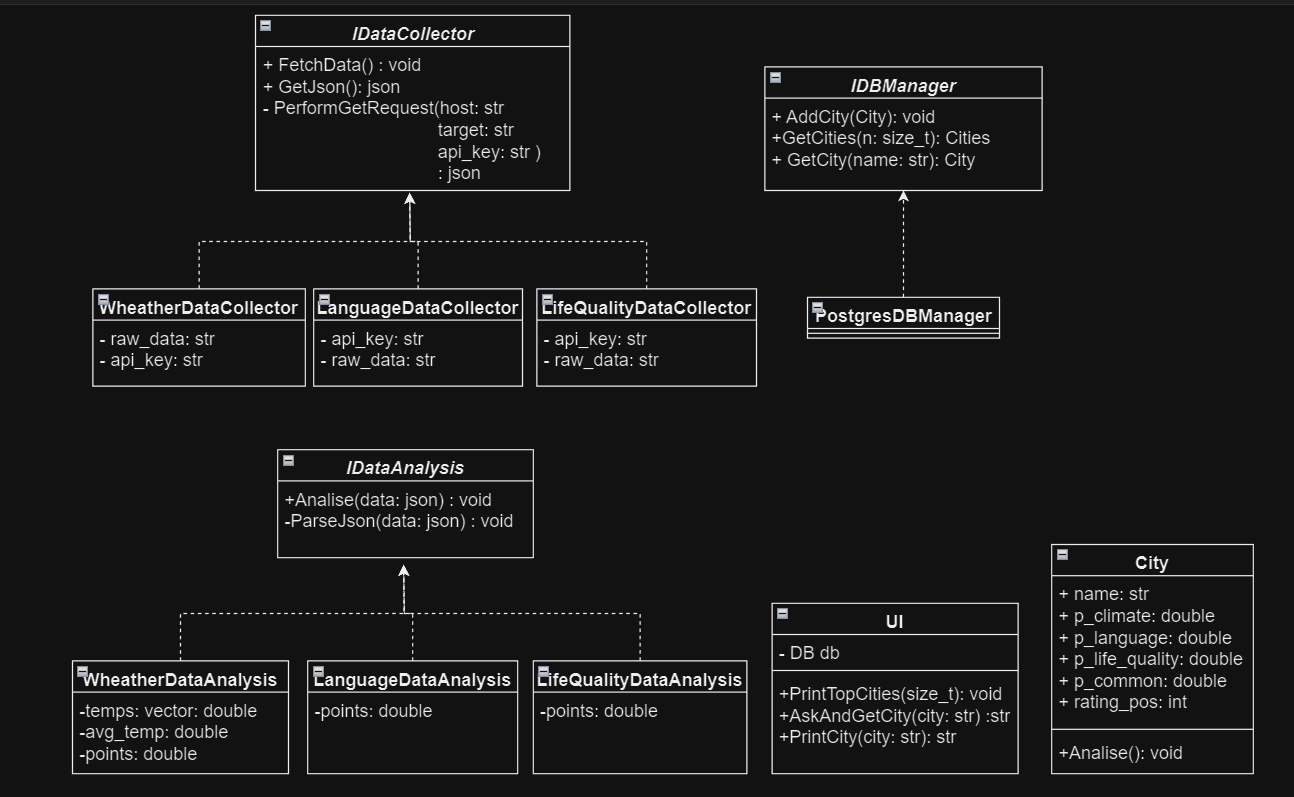 IDataCollector
+ FetchData() : void
+ GetJson(): json
- PerformGetRequest(host: str
target: str
api_key: str )
: json
IDBManager
+ AddCity(City): void
+GetCities(n: size_t): Cities
+ GetCity(name: str): City
WheatherDataCollector
- raw_data: str
- api_key: str
LanguageDataCollector
- api_key: str
- raw_data: str
LifeQualityDataCollector
- api_key: str
- raw_data: str
PostgresDBManager
IDataAnalysis
+Analise(data: json) : void
-ParseJson(data: json) : void
WheatherDataAnalysis
-temps: vector: double
-avg_temp: double
-points: double
LanguageDataAnalysis
-points: double
LifeQualityDataAnalysis
-points: double
UI
- DB db
+PrintTopCities(size_t): void
+AskAndGetCity(city: str) :str
+PrintCity(city: str): str
City
+ name: str
+ p_climate: double
+ p_language: double
+ p_life_quality: double
+ p_common: double
+ rating_pos: int
+Analise(): void